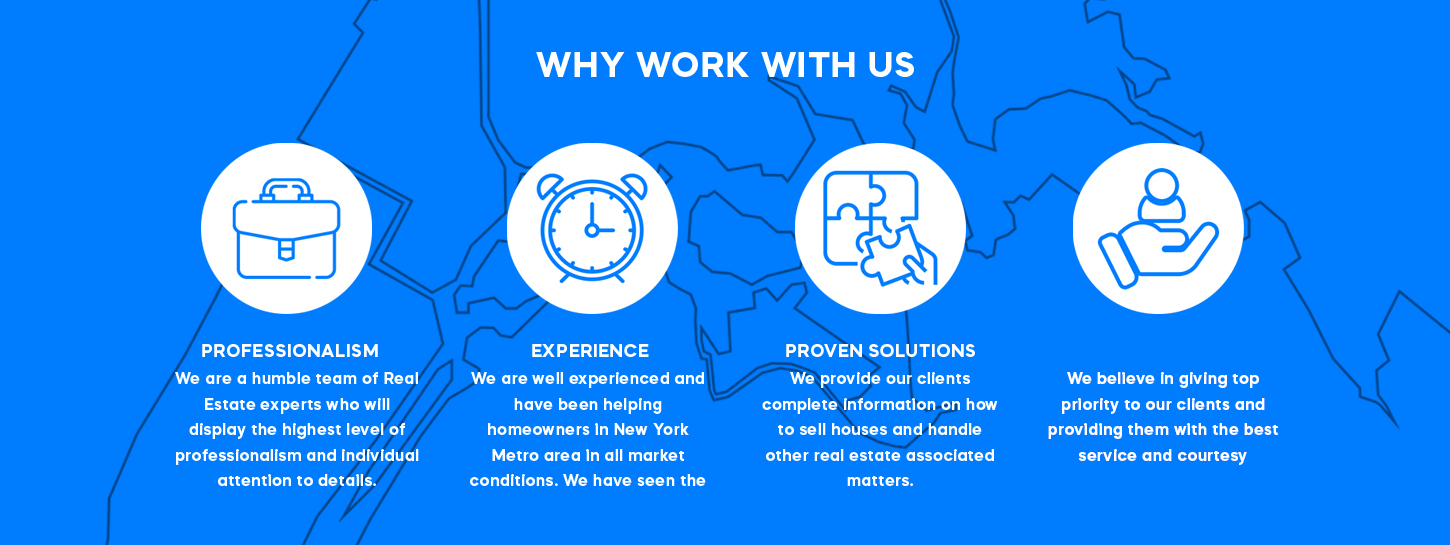 WHY WORK WITH US
PROFESSIONALISM
We are a humble team of Real
Estate experts who will
display the highest level of
professionalism and individual
attention to details.
EXPERIENCE
We are well experienced and
have been helping
homeowners in New York
Metro area in all market
conditions. We have seen the
PROVEN SOLUTIONS
We provide our clients
complete information on how
to sell houses and handle
other real estate associated
matters.
We believe in giving top
priority to our clients and
providing them with the best
service and courtesy